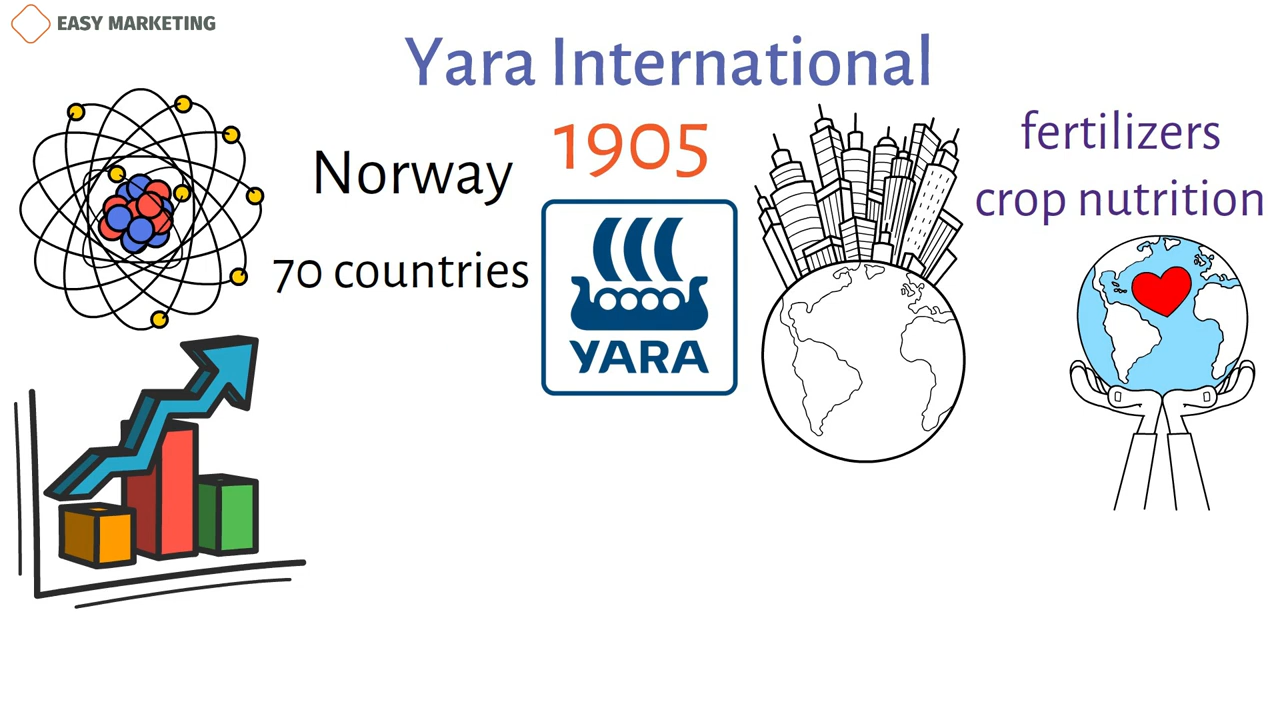 EASY MARKETING
Yara International
1905
Norway
70 countries
YARA
fertilizers
crop nutrition